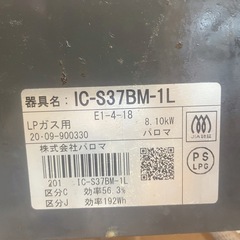 器具名: IC-S37BM-1L
E1-4-18
LPガス用 8.10kW
20-09-900330 パロマ
株式会社パロマ
201 IC-S37BM-1L
区分C 効率56.3%
区分J 効率192Wh
PS
LPG